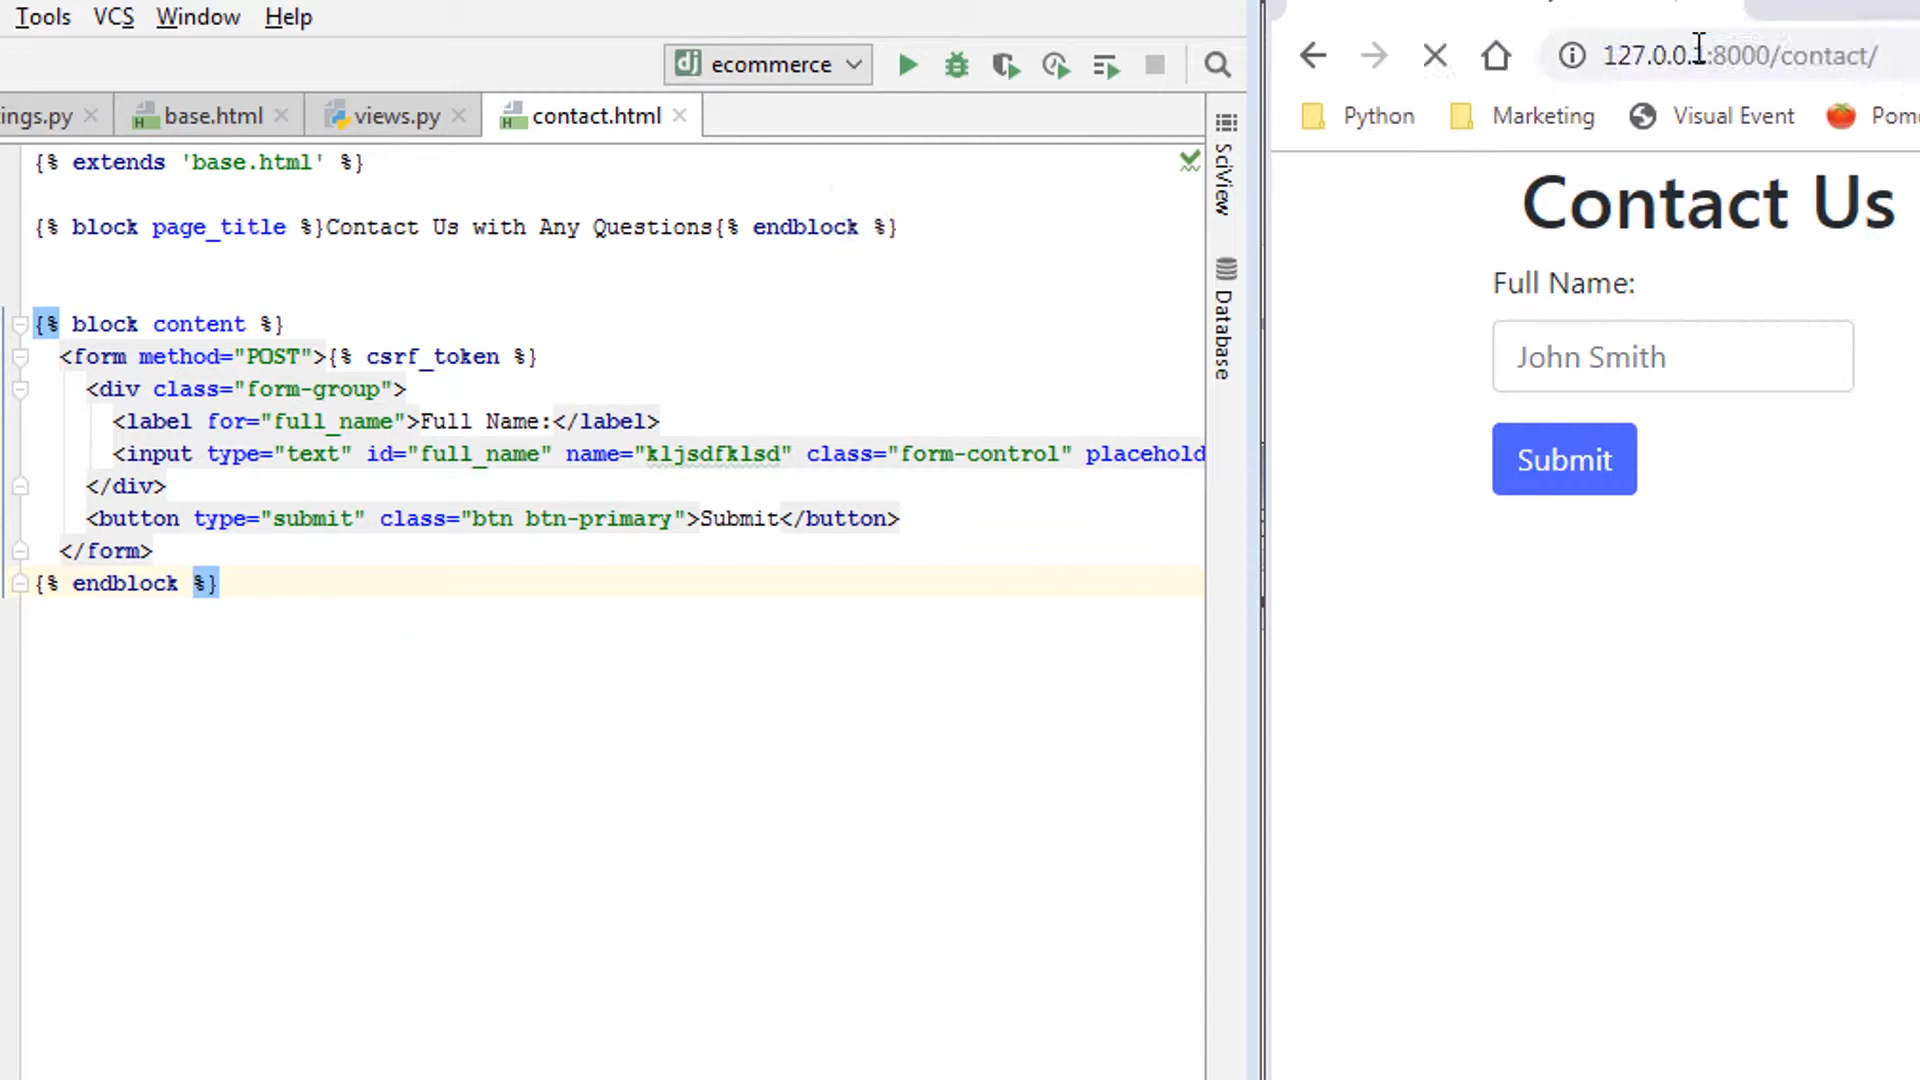 Tools VCS Window Help
ecommerce
ings.py base.html views.py contact.html
{% extends 'base.html' %}
{% block page_title %}Contact Us with Any Questions{% endblock %}
{% block content %}
<form method="POST">{% csrf_token %}
<div class="form-group">
<label for="full_name">Full Name:</label>
<input type="text" id="full_name" name="kljsdfklsd" class="form-control" placehold
</div>
<button type="submit" class="btn btn-primary">Submit</button>
</form>
{% endblock %}
SciView
Database
127.0.0.1:8000/contact/
Python Marketing Visual Event Pom
Contact Us
Full Name:
John Smith
Submit